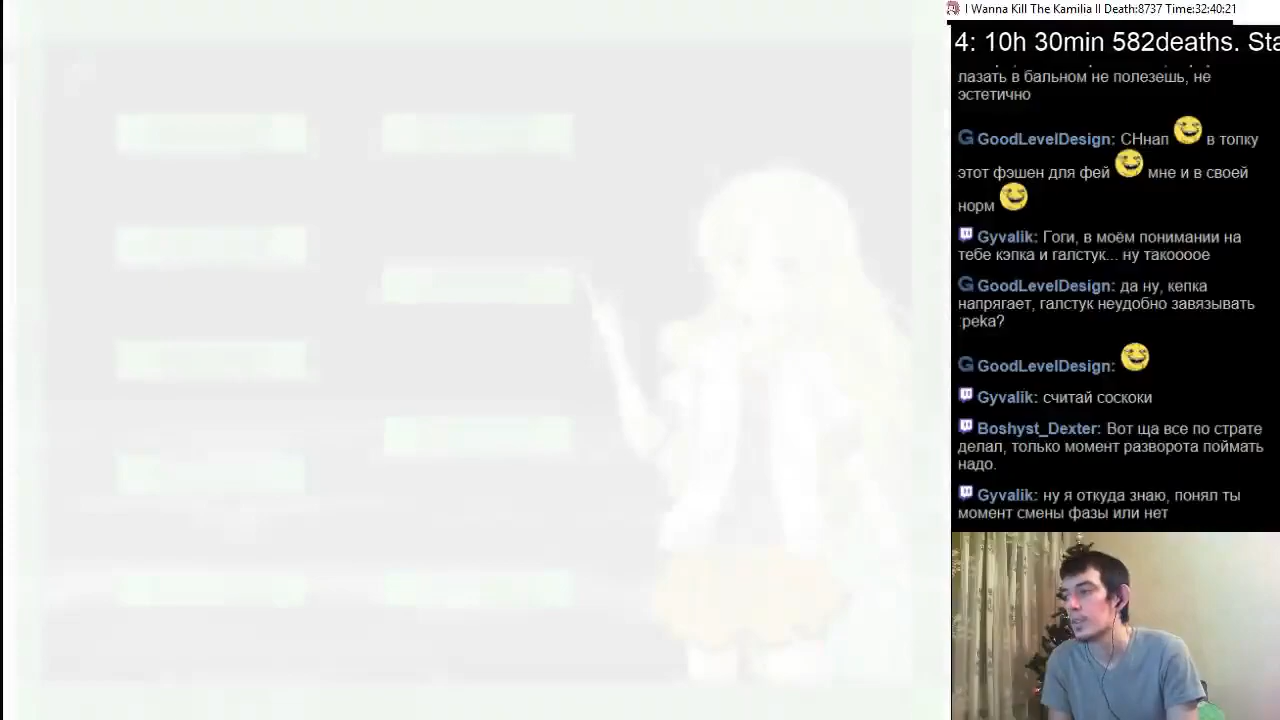 I Wanna Kill The Kamilia II Death:8737 Time:32:40:21
4: 10h 30min 582deaths. Sta
лазать в бальном не полезешь, не
эстетично
GoodLevelDesign: СНнап в топку
этот фэшен для фей мне и в своей
норм
Gyvalik: Гоги, в моём понимании на
тебе кэпка и галстук... ну такоооое
GoodLevelDesign: да ну, кепка
напрягает, галстук неудобно завязывать
:peka?
GoodLevelDesign:
Gyvalik: считай соскоки
Boshyst_Dexter: Вот ща все по страте
делал, только момент разворота поймать
надо.
Gyvalik: ну я откуда знаю, понял ты
момент смены фазы или нет